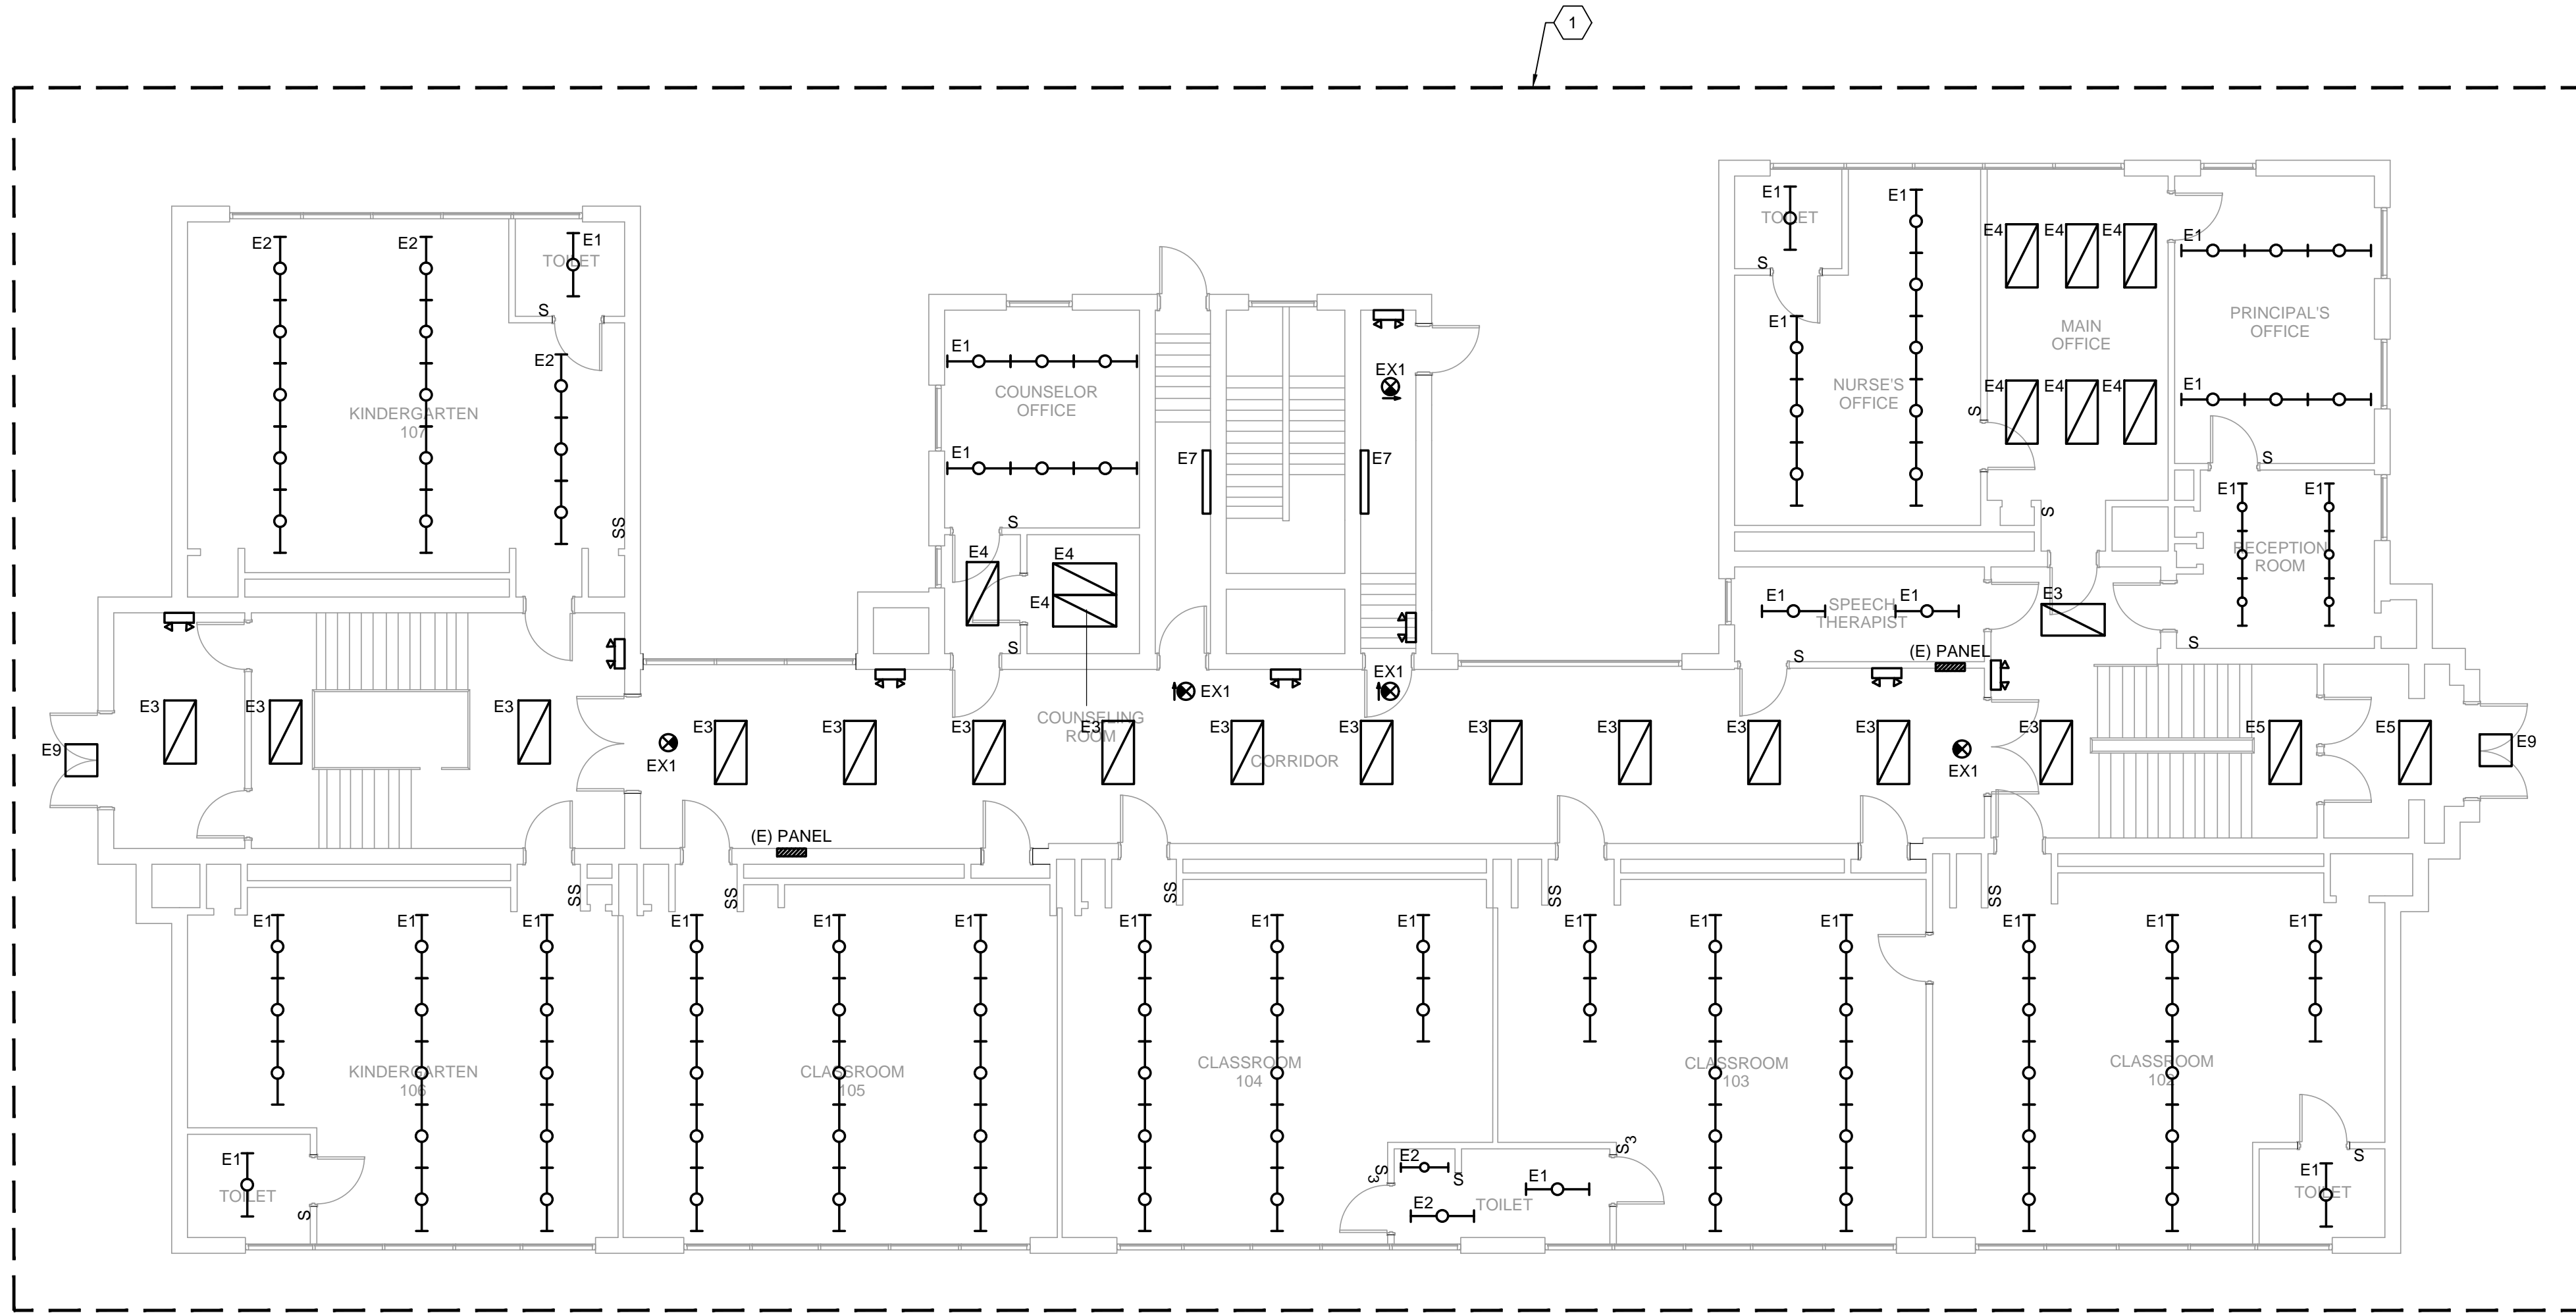 1
E2
E2
E1
TOILET
S
E2
KINDERGARTEN
107
SS
E1
COUNSELOR
OFFICE
E1
S
E4
E4
E4
S
E7
E7
EX1
E1
TOILET
S
E1
E1
NURSE'S
OFFICE
S
E4
E4
E4
MAIN
OFFICE
E4
E4
E4
S
E1
PRINCIPAL'S
OFFICE
E1
S
E1
E1
RECEPTION
ROOM
S
E1
E1
SPEECH
THERAPIST
S
(E) PANEL
E3
E9
E3
E3
E3
EX1
E3
E3
E3
E3
E3
E3
E3
E3
E3
E3
EX1
EX1
COUNSELING
ROOM
CORRIDOR
EX1
E3
E5
E5
E9
(E) PANEL
SS
SS
SS
SS
SS
E1
E1
E1
KINDERGARTEN
106
E1
TOILET
S
E1
E1
E1
CLASSROOM
105
E1
E1
E1
CLASSROOM
104
S3
E2
S
E2
E1
TOILET
S3
E1
E1
E1
CLASSROOM
103
E1
E1
E1
CLASSROOM
102
S
E1
TOILET